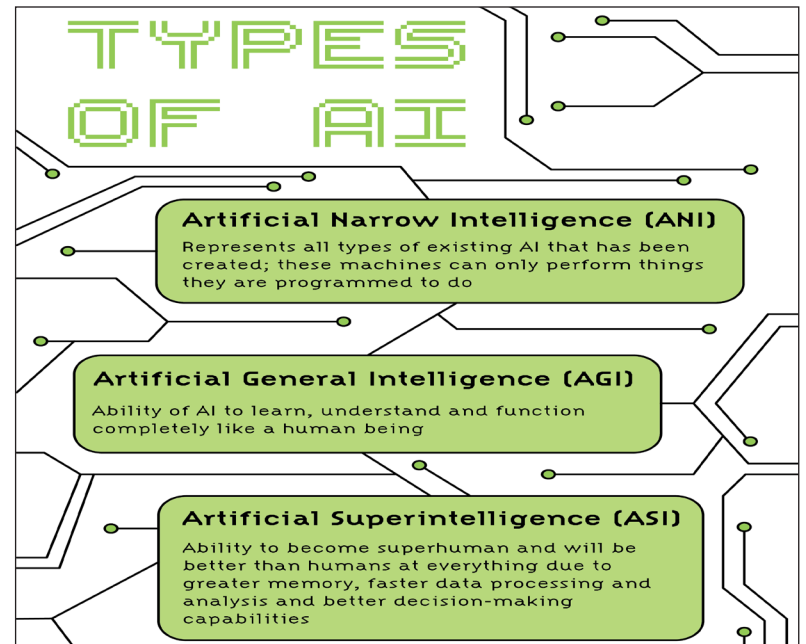 TYPES
OF AI
Artificial Narrow Intelligence (ANI)
Represents all types of existing AI that has been
created; these machines can only perform things
they are programmed to do
Artificial General Intelligence (AGI)
Ability of AI to learn, understand and function
completely like a human being
Artificial Superintelligence (ASI)
Ability to become superhuman and will be
better than humans at everything due to
greater memory, faster data processing and
analysis and better decision-making
capabilities